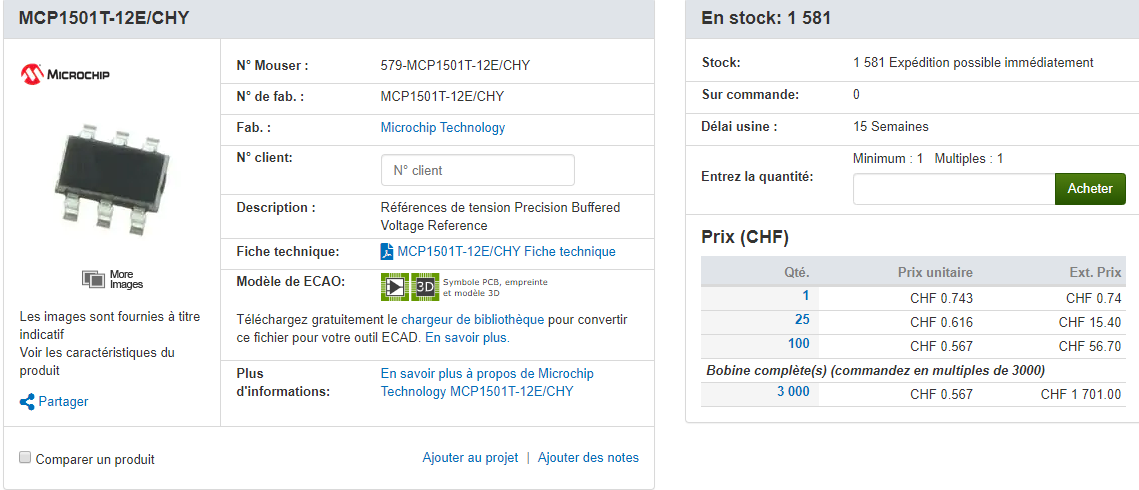 MCP1501T-12E/CHY
MICROCHIP
More
Images
Les images sont fournies à titre
indicatif
Voir les caractéristiques du
produit
Partager
N° Mouser : 579-MCP1501T-12E/CHY
N° de fab. : MCP1501T-12E/CHY
Fab. : Microchip Technology
N° client: N° client
Description : Références de tension Precision Buffered
Voltage Reference
Fiche technique: MCP1501T-12E/CHY Fiche technique
Modèle de ECAO: 3D Symbole PCB, empreinte
et modèle 3D
Téléchargez gratuitement le chargeur de bibliothèque pour convertir
ce fichier pour votre outil ECAD. En savoir plus.
Plus En savoir plus à propos de Microchip
d'informations: Technology MCP1501T-12E/CHY
Comparer un produit Ajouter au projet | Ajouter des notes
En stock: 1 581
Stock: 1 581 Expédition possible immédiatement
Sur commande: 0
Délai usine : 15 Semaines
Minimum : 1 Multiples : 1
Entrez la quantité: Acheter
Prix (CHF)
Qté. Prix unitaire Ext. Prix
1 CHF 0.743 CHF 0.74
25 CHF 0.616 CHF 15.40
100 CHF 0.567 CHF 56.70
Bobine complète(s) (commandez en multiples de 3000)
3 000 CHF 0.567 CHF 1 701.00